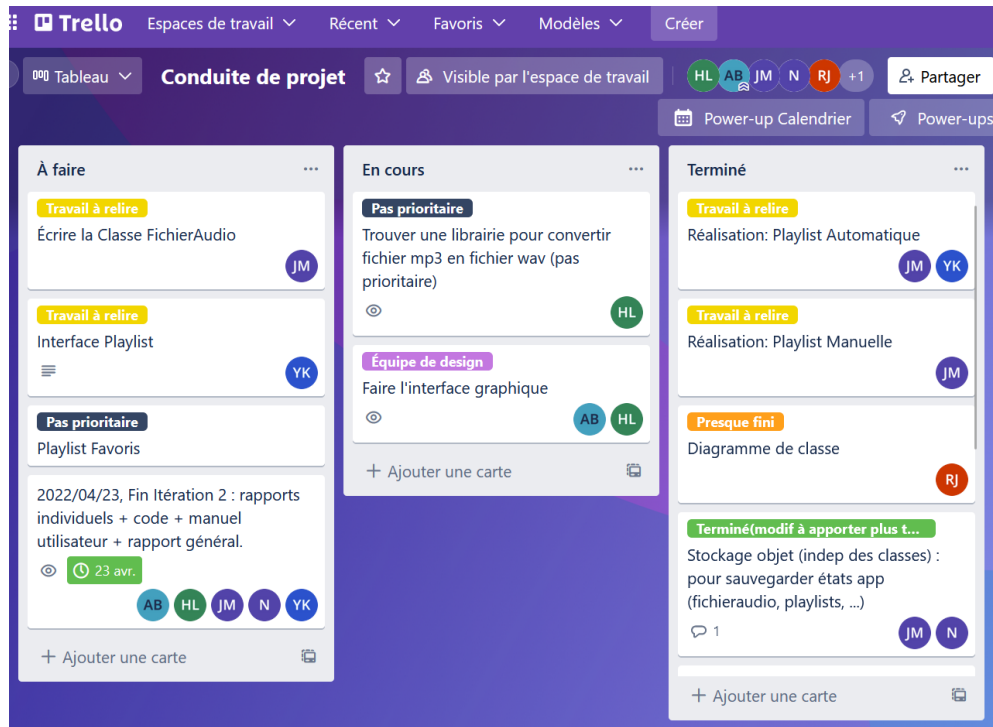 Trello Espaces de travail Récent Favoris Modèles Créer
Tableau Conduite de projet Visible par l'espace de travail HL AB JM N RJ +1 Partager
Power-up Calendrier Power-ups
À faire
Travail à relire
Écrire la Classe FichierAudio
JM
Travail à relire
Interface Playlist
YK
Pas prioritaire
Playlist Favoris
2022/04/23, Fin Itération 2 : rapports
individuels + code + manuel
utilisateur + rapport général.
23 avr.
AB HL JM N YK
+ Ajouter une carte
En cours
Pas prioritaire
Trouver une librairie pour convertir
fichier mp3 en fichier wav (pas
prioritaire)
HL
Équipe de design
Faire l'interface graphique
AB HL
+ Ajouter une carte
Terminé
Travail à relire
Réalisation: Playlist Automatique
JM YK
Travail à relire
Réalisation: Playlist Manuelle
JM
Presque fini
Diagramme de classe
RJ
Terminé(modif à apporter plus t...
Stockage objet (indep des classes) :
pour sauvegarder états app
(fichieraudio, playlists, ...)
1
JM N
+ Ajouter une carte